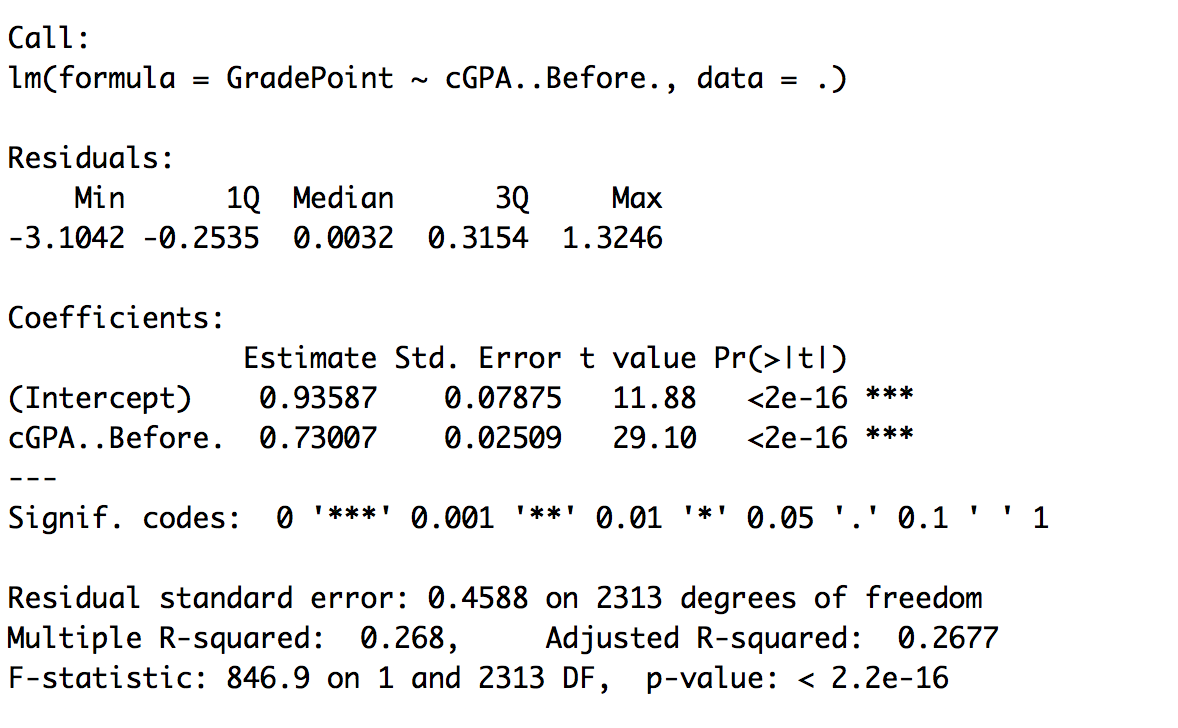 Call:
lm(formula = GradePoint ~ cGPA..Before., data = .)
Residuals:
    Min      1Q  Median      3Q     Max
-3.1042 -0.2535  0.0032  0.3154  1.3246
Coefficients:
              Estimate Std. Error t value Pr(>|t|)
(Intercept)    0.93587    0.07875   11.88   <2e-16 ***
cGPA..Before.  0.73007    0.02509   29.10   <2e-16 ***
---
Signif. codes:  0 '***' 0.001 '**' 0.01 '*' 0.05 '.' 0.1 ' ' 1
Residual standard error: 0.4588 on 2313 degrees of freedom
Multiple R-squared:  0.268,     Adjusted R-squared:  0.2677
F-statistic: 846.9 on 1 and 2313 DF,  p-value: < 2.2e-16